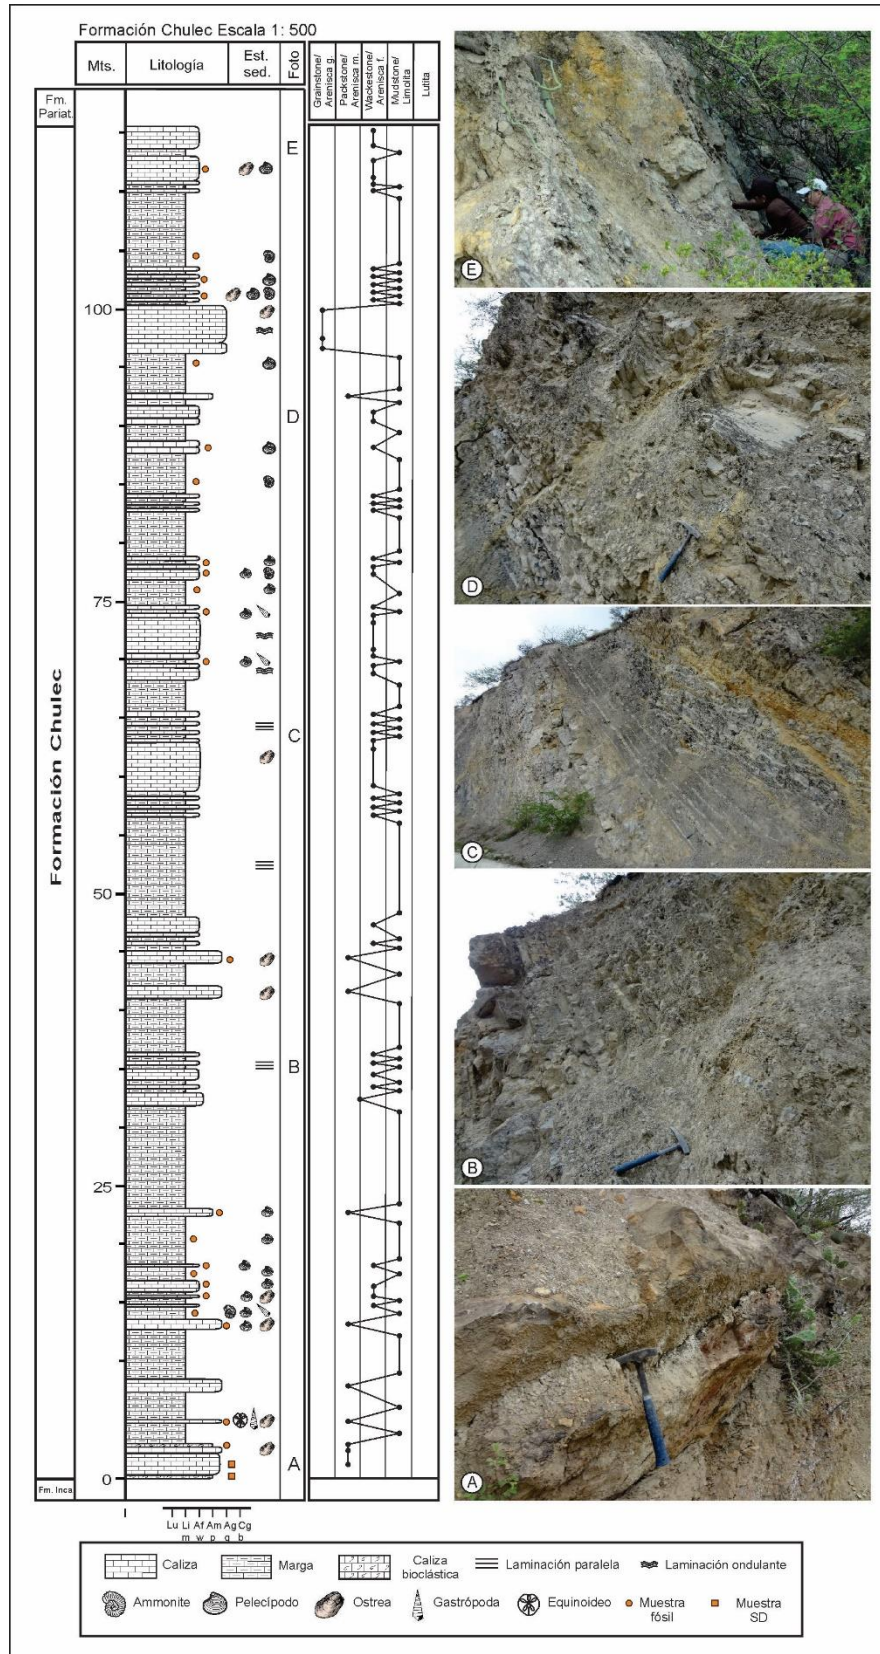 Formación Chulec Escala 1: 500
Mts.
Litología
Est. sed.
Foto
Grainstone/ Arenisca g.
Packstone/ Arenisca m.
Wackestone/ Arenisca f.
Mudstone/ Limolita
Lutita
Fm. Pariat.
Formación Chulec
Fm. Inca
100
75
50
25
0
E
D
C
B
A
E
D
C
B
A
Lu Li Af Am Ag Cg
m w p g b
Caliza
Marga
Caliza bioclástica
Laminación paralela
Laminación ondulante
Ammonite
Pelecípodo
Ostrea
Gastrópoda
Equinoideo
Muestra fósil
Muestra SD